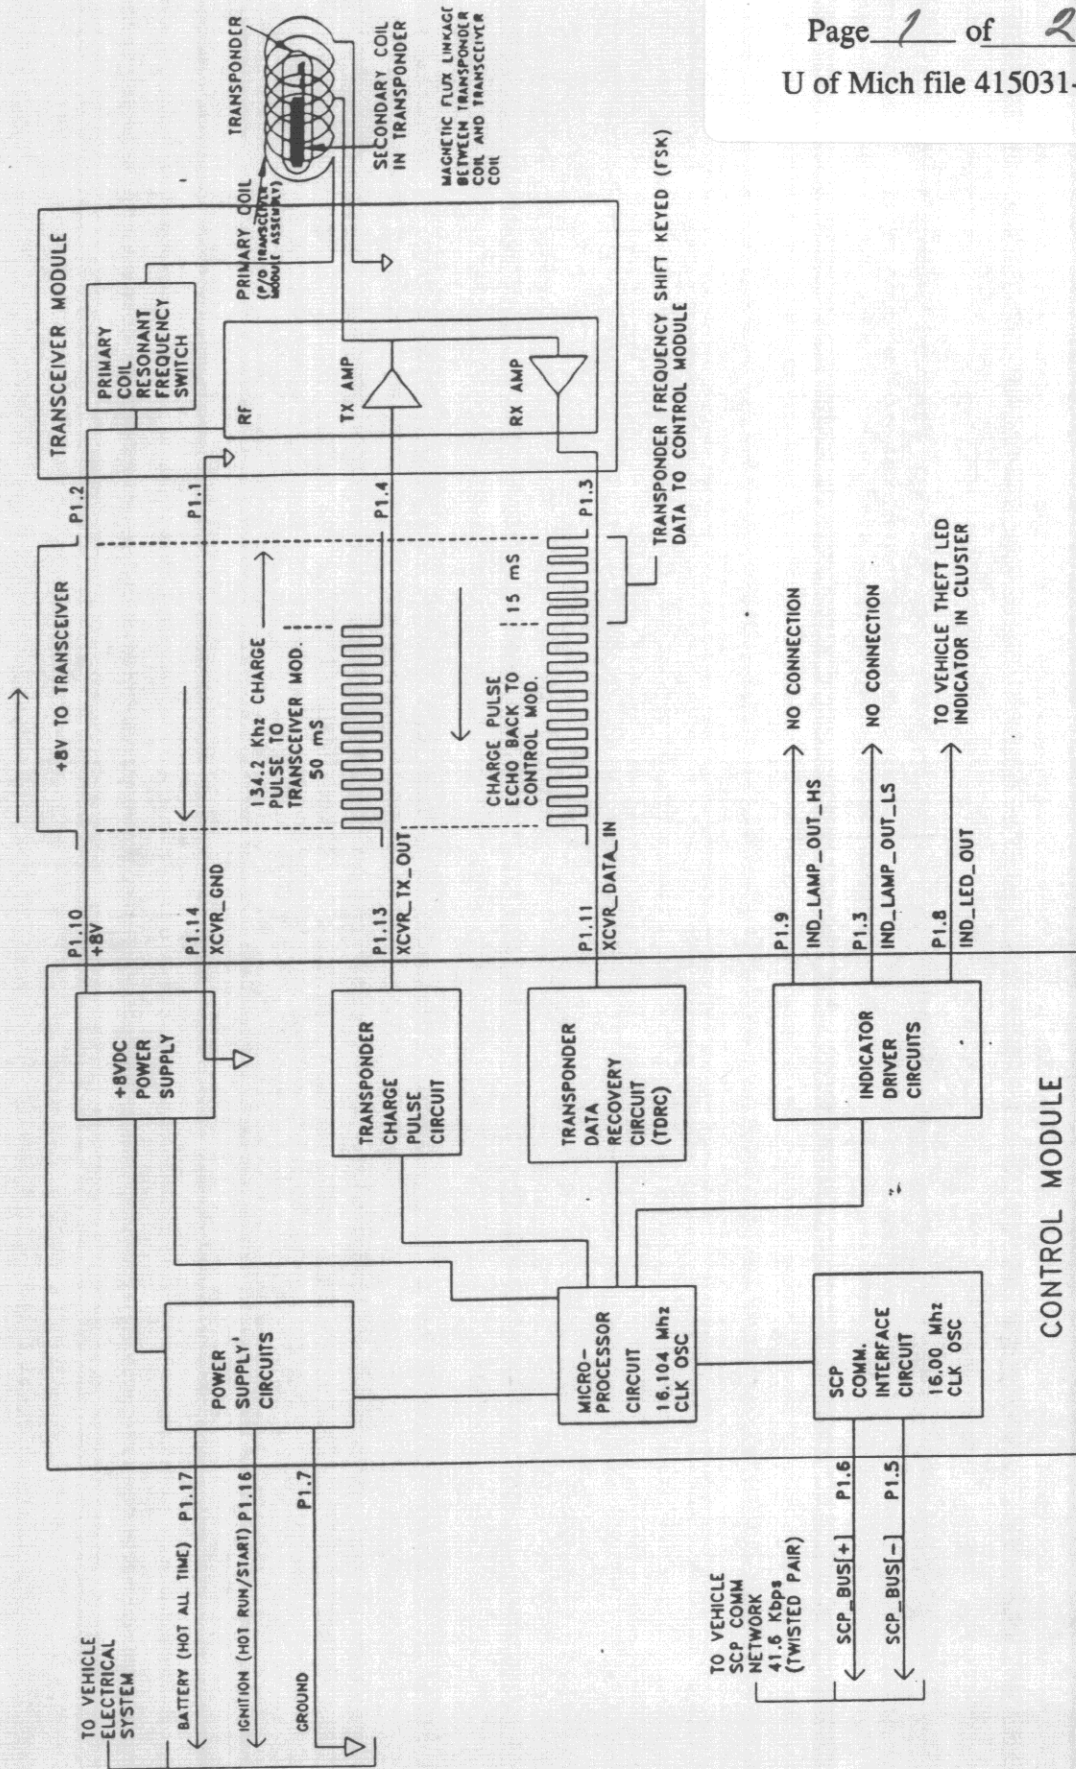 Page 1 of 2
U of Mich file 415031-
TRANSPONDER
PRIMARY COIL
(P/O TRANSCEIVER
MODULE ASSEMBLY)
SECONDARY COIL
IN TRANSPONDER
MAGNETIC FLUX LINKAGE
BETWEEN TRANSPONDER
COIL AND TRANSCEIVER
COIL
TRANSCEIVER MODULE
PRIMARY
COIL
RESONANT
FREQUENCY
SWITCH
RF
TX AMP
RX AMP
P1.2
P1.1
P1.4
P1.3
+8V TO TRANSCEIVER
134.2 Khz CHARGE
PULSE TO
TRANSCEIVER MOD.
50 mS
CHARGE PULSE
ECHO BACK TO
CONTROL MOD.
15 mS
TRANSPONDER FREQUENCY SHIFT KEYED (FSK)
DATA TO CONTROL MODULE
P1.10
+8V
P1.14
XCVR_GND
P1.13
XCVR_TX_OUT
P1.11
XCVR_DATA_IN
P1.9
IND_LAMP_OUT_HS
NO CONNECTION
P1.3
IND_LAMP_OUT_LS
NO CONNECTION
P1.8
IND_LED_OUT
TO VEHICLE THEFT LED
INDICATOR IN CLUSTER
+8VDC
POWER
SUPPLY
TRANSPONDER
CHARGE
PULSE
CIRCUIT
TRANSPONDER
DATA
RECOVERY
CIRCUIT
(TDRC)
INDICATOR
DRIVER
CIRCUITS
POWER
SUPPLY'
CIRCUITS
MICRO-
PROCESSOR
CIRCUIT
16.104 Mhz
CLK OSC
SCP
COMM.
INTERFACE
CIRCUIT
16.00 Mhz
CLK OSC
CONTROL MODULE
TO VEHICLE
ELECTRICAL
SYSTEM
BATTERY (HOT ALL TIME) P1.17
IGNITION (HOT RUN/START) P1.16
GROUND P1.7
TO VEHICLE
SCP COMM
NETWORK
41.6 Kbps
(TWISTED PAIR)
SCP_BUS[+] P1.6
SCP_BUS[-] P1.5